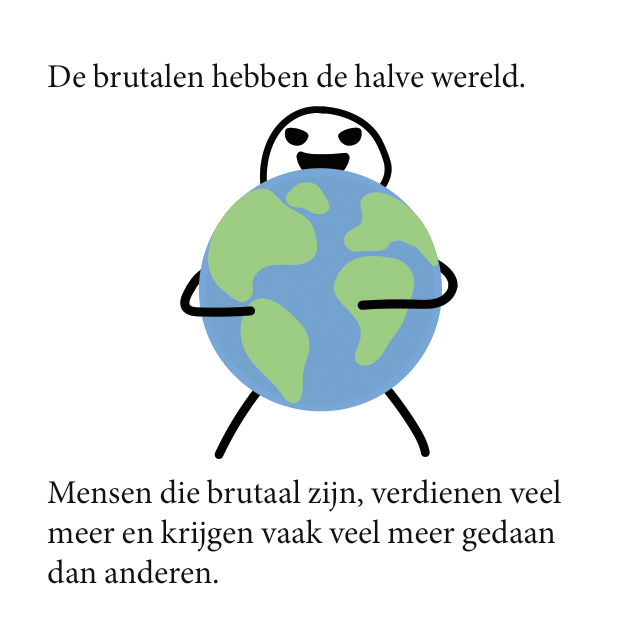 De brutalen hebben de halve wereld.
Mensen die brutaal zijn, verdienen veel
meer en krijgen vaak veel meer gedaan
dan anderen.